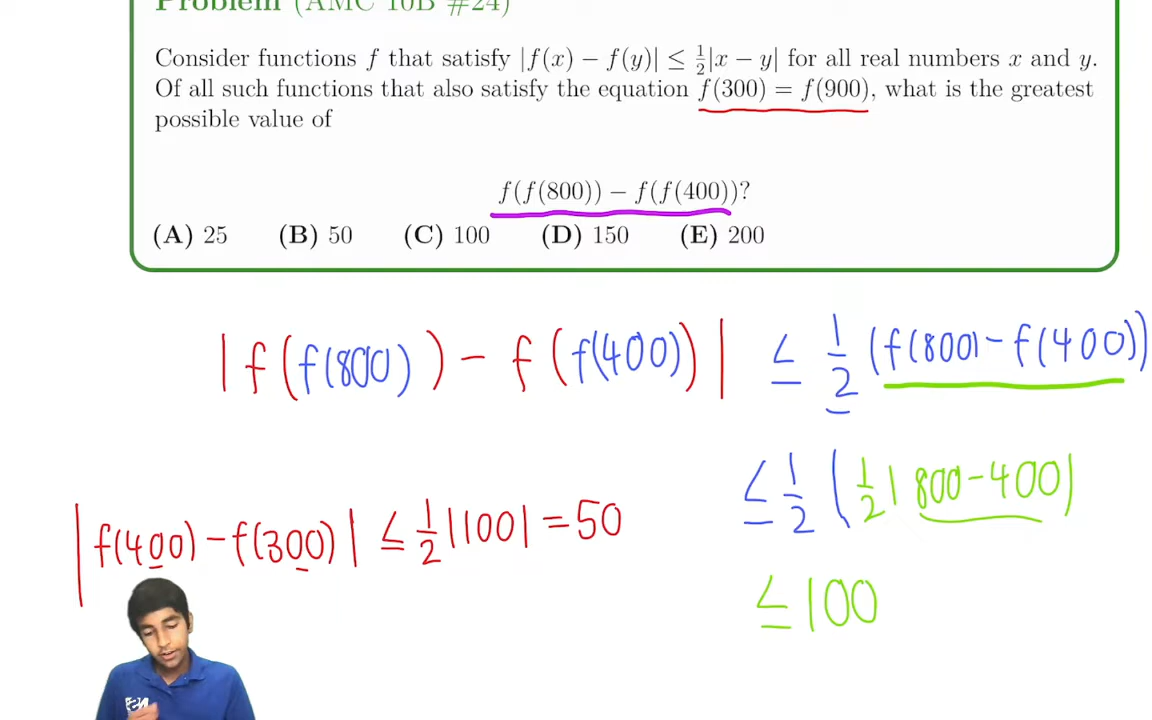 Problem (AMC 10B #24)
Consider functions f that satisfy |f(x) − f(y)| ≤ ½|x − y| for all real numbers x and y.
Of all such functions that also satisfy the equation f(300) = f(900), what is the greatest
possible value of
f(f(800)) − f(f(400))?
(A) 25 (B) 50 (C) 100 (D) 150 (E) 200
|f(f(800)) − f(f(400))| ≤ 1/2 (f(800) − f(400))
≤ 1/2 (1/2 |800 − 400|
|f(400) − f(300)| ≤ 1/2 |100| = 50
≤ 100